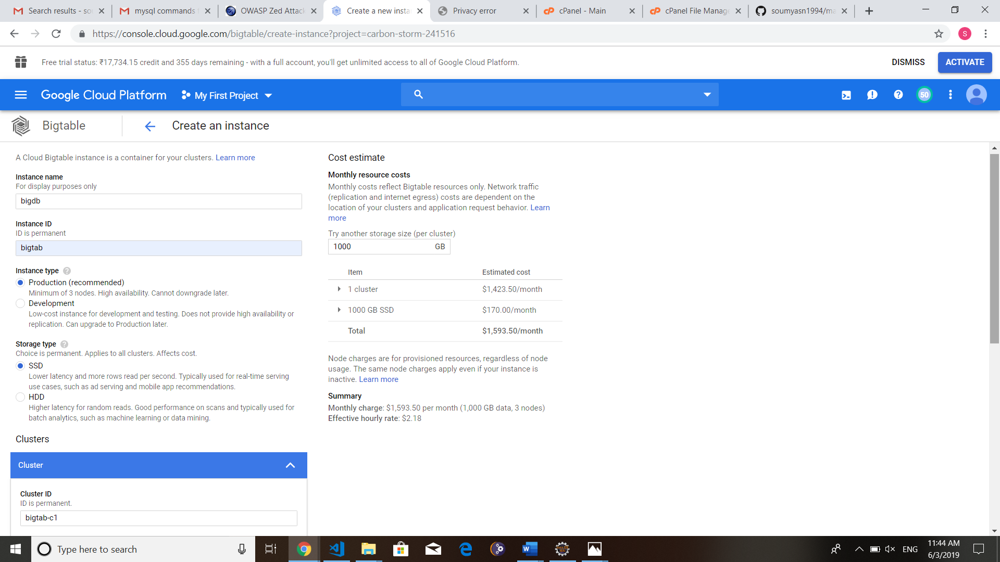 Search results - so
mysql commands f
OWASP Zed Attack
Create a new insta
Privacy error
cPanel - Main
cPanel File Manage
soumyasn1994/ma
https://console.cloud.google.com/bigtable/create-instance?project=carbon-storm-241516
S
Free trial status: ₹17,734.15 credit and 355 days remaining - with a full account, you'll get unlimited access to all of Google Cloud Platform.
DISMISS
ACTIVATE
Google Cloud Platform
My First Project
50
Bigtable
Create an instance
A Cloud Bigtable instance is a container for your clusters. Learn more
Instance name
For display purposes only
bigdb
Instance ID
ID is permanent
bigtab
Instance type
Production (recommended)
Minimum of 3 nodes. High availability. Cannot downgrade later.
Development
Low-cost instance for development and testing. Does not provide high availability or
replication. Can upgrade to Production later.
Storage type
Choice is permanent. Applies to all clusters. Affects cost.
SSD
Lower latency and more rows read per second. Typically used for real-time serving
use cases, such as ad serving and mobile app recommendations.
HDD
Higher latency for random reads. Good performance on scans and typically used for
batch analytics, such as machine learning or data mining.
Clusters
Cluster
Cluster ID
ID is permanent.
bigtab-c1
Cost estimate
Monthly resource costs
Monthly costs reflect Bigtable resources only. Network traffic
(replication and internet egress) costs are dependent on the
location of your clusters and application request behavior. Learn
more
Try another storage size (per cluster)
1000 GB
Item Estimated cost
1 cluster $1,423.50/month
1000 GB SSD $170.00/month
Total $1,593.50/month
Node charges are for provisioned resources, regardless of node
usage. The same node charges apply even if your instance is
inactive. Learn more
Summary
Monthly charge: $1,593.50 per month (1,000 GB data, 3 nodes)
Effective hourly rate: $2.18
Type here to search
ENG
11:44 AM
6/3/2019